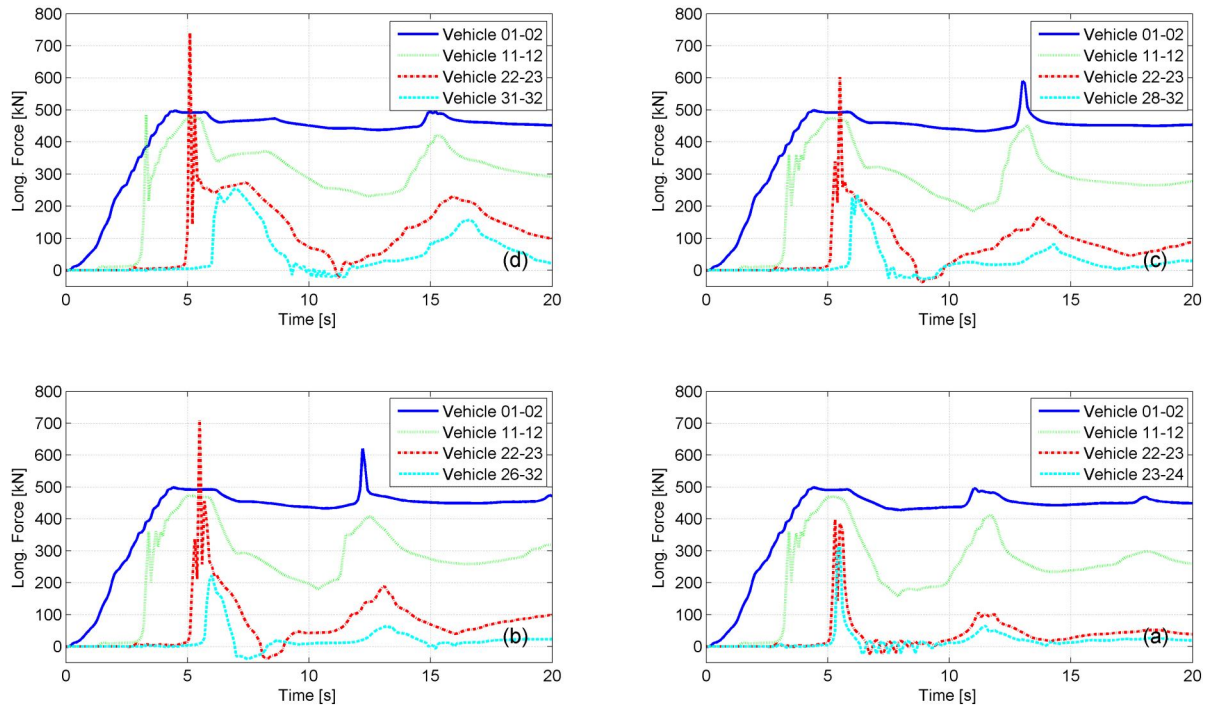 800
700
600
500
400
300
200
100
0
Long. Force [kN]
Vehicle 01-02
Vehicle 11-12
Vehicle 22-23
Vehicle 31-32
(d)
0 5 10 15 20
Time [s]
800
700
600
500
400
300
200
100
0
Long. Force [kN]
Vehicle 01-02
Vehicle 11-12
Vehicle 22-23
Vehicle 28-32
(c)
0 5 10 15 20
Time [s]
800
700
600
500
400
300
200
100
0
Long. Force [kN]
Vehicle 01-02
Vehicle 11-12
Vehicle 22-23
Vehicle 26-32
(b)
0 5 10 15 20
Time [s]
800
700
600
500
400
300
200
100
0
Long. Force [kN]
Vehicle 01-02
Vehicle 11-12
Vehicle 22-23
Vehicle 23-24
(a)
0 5 10 15 20
Time [s]